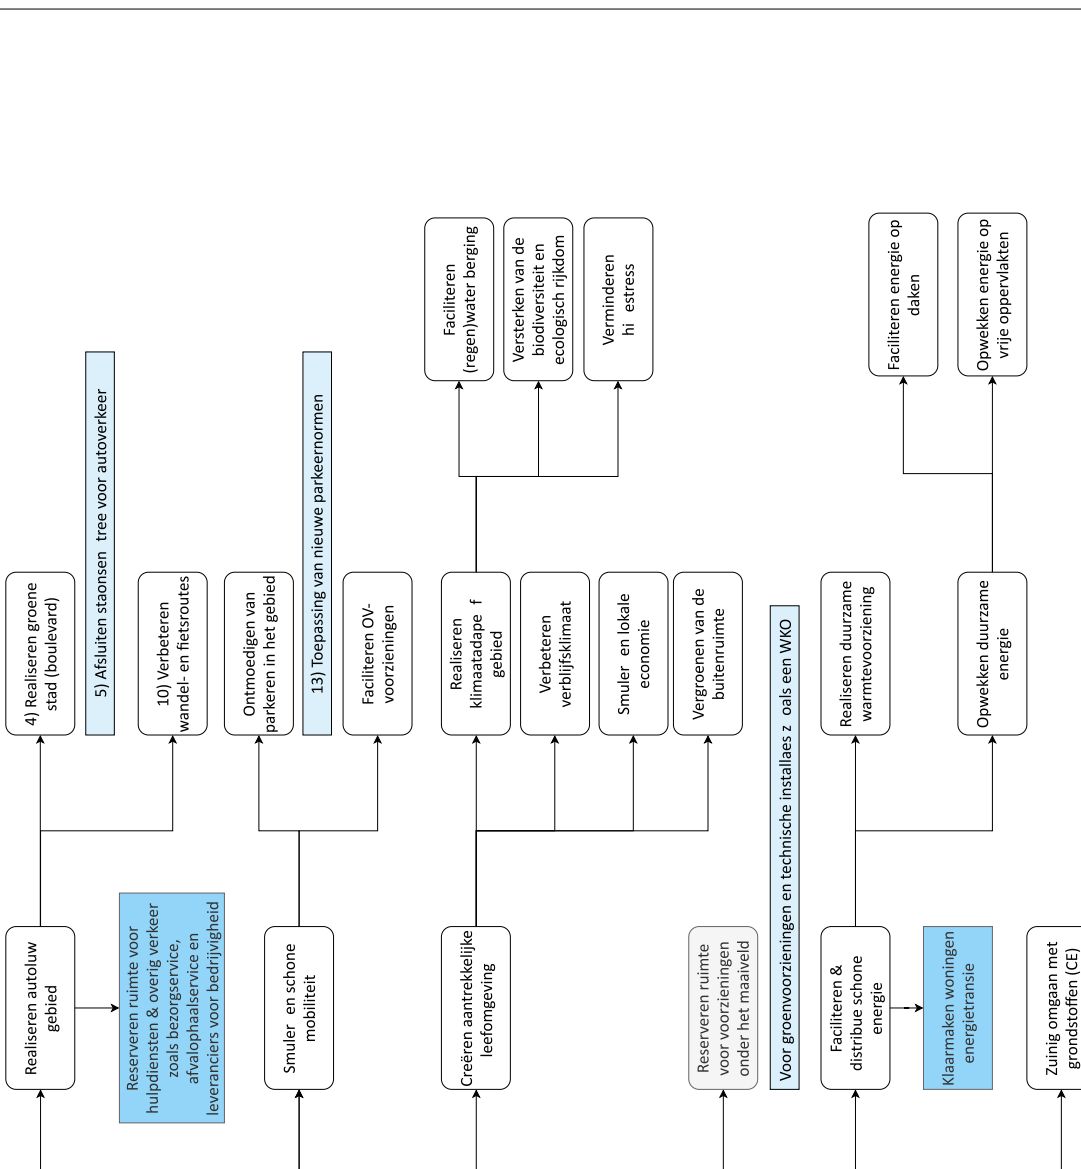 4) Realiseren groene
stad (boulevard)
5) Afsluiten staonsen tree voor autoverkeer
10) Verbeteren
wandel- en fietsroutes
Realiseren autoluw
gebied
Reserveren ruimte voor
hulpdiensten & overig verkeer
zoals bezorgservice,
afvalophaalservice en
leveranciers voor bedrijvigheid
Ontmoedigen van
parkeren in het gebied
13) Toepassing van nieuwe parkeernormen
Faciliteren OV-
voorzieningen
Smuler en schone
mobiliteit
Faciliteren
(regen)water berging
Versterken van de
biodiversiteit en
ecologisch rijkdom
Verminderen
hi estress
Realiseren
klimaatadape f
gebied
Verbeteren
verblijfsklimaat
Smuler en lokale
economie
Vergroenen van de
buitenruimte
Creëren aantrekkelijke
leefomgeving
Reserveren ruimte
voor voorzieningen
onder het maaiveld
Voor groenvoorzieningen en technische installaes z oals een WKO
Faciliteren energie op
daken
Opwekken energie op
vrije oppervlakten
Realiseren duurzame
warmtevoorziening
Opwekken duurzame
energie
Faciliteren &
distribue schone
energie
Klaarmaken woningen
energietransie
Zuinig omgaan met
grondstoffen (CE)